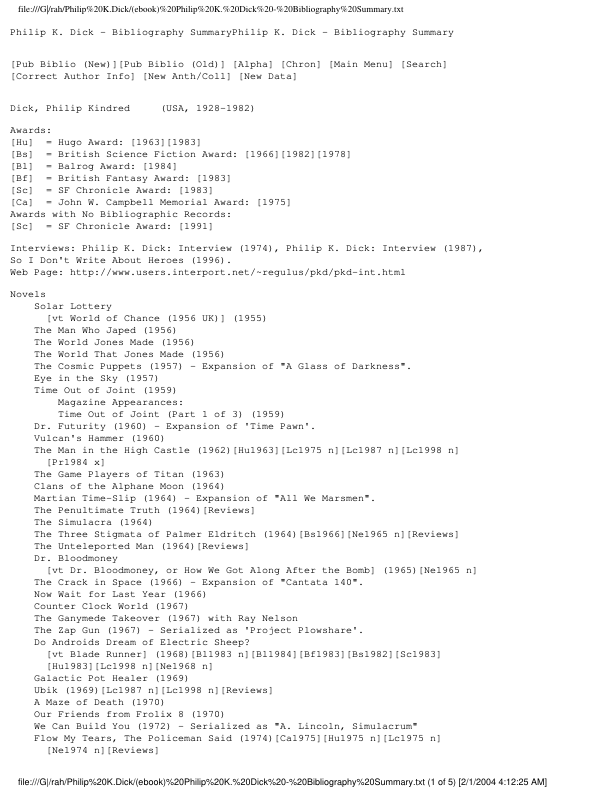 file:///G|/rah/Philip%20K.Dick/(ebook)%20Philip%20K.%20Dick%20-%20Bibliography%20Summary.txt
Philip K. Dick - Bibliography SummaryPhilip K. Dick - Bibliography Summary
[Pub Biblio (New)][Pub Biblio (Old)] [Alpha] [Chron] [Main Menu] [Search]
[Correct Author Info] [New Anth/Coll] [New Data]
Dick, Philip Kindred     (USA, 1928-1982)
Awards:
[Hu]  = Hugo Award: [1963][1983]
[Bs]  = British Science Fiction Award: [1966][1982][1978]
[Bl]  = Balrog Award: [1984]
[Bf]  = British Fantasy Award: [1983]
[Sc]  = SF Chronicle Award: [1983]
[Ca]  = John W. Campbell Memorial Award: [1975]
Awards with No Bibliographic Records:
[Sc]  = SF Chronicle Award: [1991]
Interviews: Philip K. Dick: Interview (1974), Philip K. Dick: Interview (1987),
So I Don't Write About Heroes (1996).
Web Page: http://www.users.interport.net/~regulus/pkd/pkd-int.html
Novels
Solar Lottery
[vt World of Chance (1956 UK)] (1955)
The Man Who Japed (1956)
The World Jones Made (1956)
The World That Jones Made (1956)
The Cosmic Puppets (1957) - Expansion of "A Glass of Darkness".
Eye in the Sky (1957)
Time Out of Joint (1959)
Magazine Appearances:
Time Out of Joint (Part 1 of 3) (1959)
Dr. Futurity (1960) - Expansion of 'Time Pawn'.
Vulcan's Hammer (1960)
The Man in the High Castle (1962)[Hu1963][Lc1975 n][Lc1987 n][Lc1998 n]
[Pr1984 x]
The Game Players of Titan (1963)
Clans of the Alphane Moon (1964)
Martian Time-Slip (1964) - Expansion of "All We Marsmen".
The Penultimate Truth (1964)[Reviews]
The Simulacra (1964)
The Three Stigmata of Palmer Eldritch (1964)[Bs1966][Ne1965 n][Reviews]
The Unteleported Man (1964)[Reviews]
Dr. Bloodmoney
[vt Dr. Bloodmoney, or How We Got Along After the Bomb] (1965)[Ne1965 n]
The Crack in Space (1966) - Expansion of "Cantata 140".
Now Wait for Last Year (1966)
Counter Clock World (1967)
The Ganymede Takeover (1967) with Ray Nelson
The Zap Gun (1967) - Serialized as 'Project Plowshare'.
Do Androids Dream of Electric Sheep?
[vt Blade Runner] (1968)[Bl1983 n][Bl1984][Bf1983][Bs1982][Sc1983]
[Hu1983][Lc1998 n][Ne1968 n]
Galactic Pot Healer (1969)
Ubik (1969)[Lc1987 n][Lc1998 n][Reviews]
A Maze of Death (1970)
Our Friends from Frolix 8 (1970)
We Can Build You (1972) - Serialized as "A. Lincoln, Simulacrum"
Flow My Tears, The Policeman Said (1974)[Ca1975][Hu1975 n][Lc1975 n]
[Ne1974 n][Reviews]
file:///G|/rah/Philip%20K.Dick/(ebook)%20Philip%20K.%20Dick%20-%20Bibliography%20Summary.txt (1 of 5) [2/1/2004 4:12:25 AM]